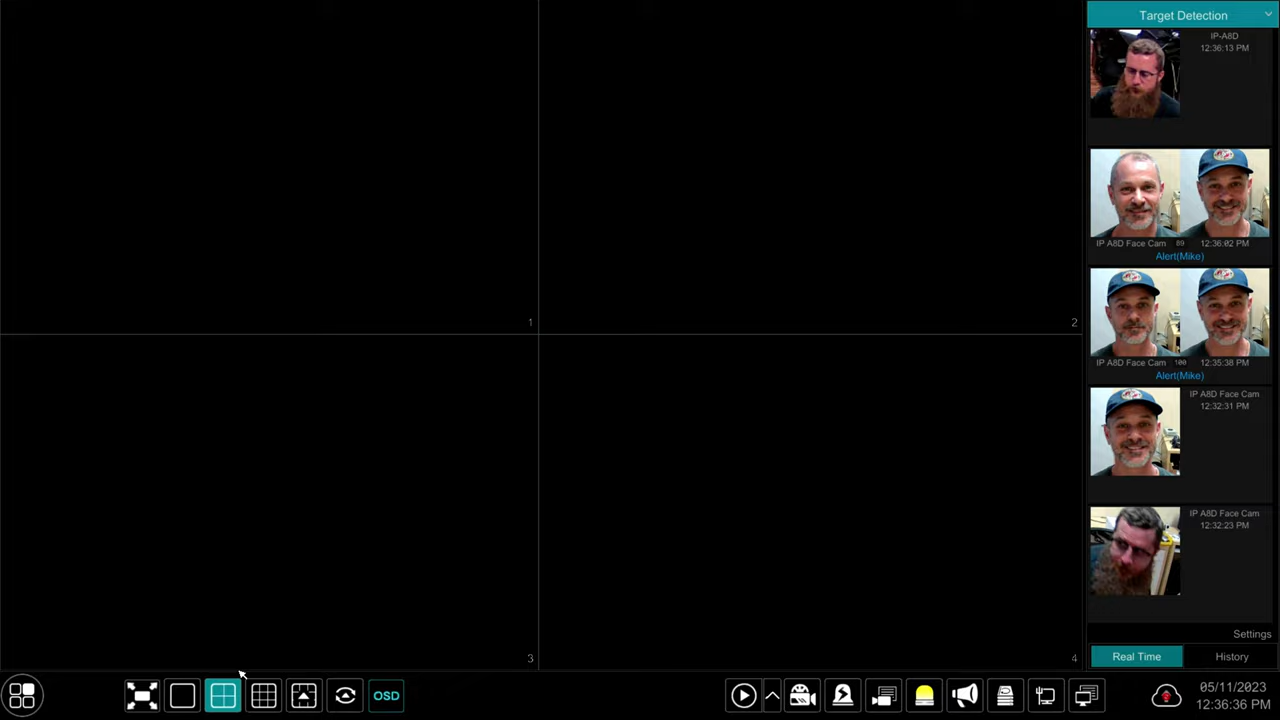 Target Detection
IP-A8D
12:36:13 PM
IP A8D Face Cam 89 12:36:02 PM
Alert(Mike)
IP A8D Face Cam 100 12:35:38 PM
Alert(Mike)
IP A8D Face Cam
12:32:31 PM
IP A8D Face Cam
12:32:23 PM
1
2
3
4
Settings
Real Time
History
OSD
05/11/2023
12:36:36 PM